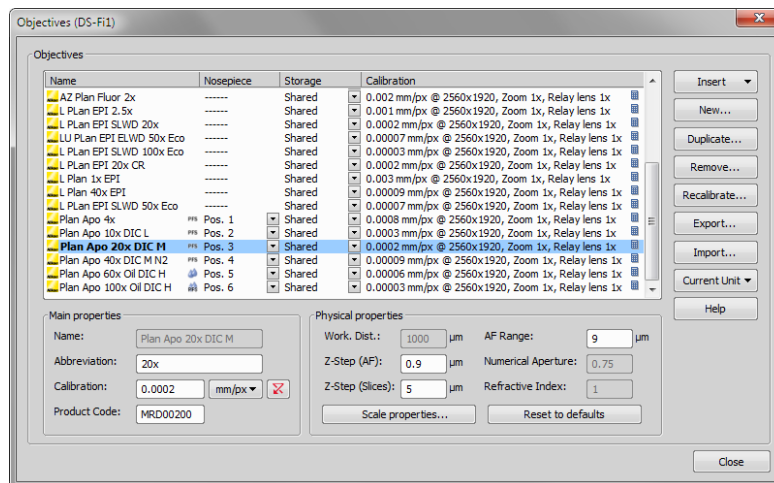 Objectives (DS-Fi1)
Objectives
Name Nosepiece Storage Calibration
AZ Plan Fluor 2x ------ Shared 0.002 mm/px @ 2560x1920, Zoom 1x, Relay lens 1x
L PLan EPI 2.5x ------ Shared 0.001 mm/px @ 2560x1920, Zoom 1x, Relay lens 1x
L PLan EPI SLWD 20x ------ Shared 0.0002 mm/px @ 2560x1920, Zoom 1x, Relay lens 1x
LU PLan EPI ELWD 50x Eco ------ Shared 0.00007 mm/px @ 2560x1920, Zoom 1x, Relay lens 1x
L PLan EPI SLWD 100x Eco ------ Shared 0.00003 mm/px @ 2560x1920, Zoom 1x, Relay lens 1x
L PLan EPI 20x CR ------ Shared 0.0002 mm/px @ 2560x1920, Zoom 1x, Relay lens 1x
L Plan 1x EPI ------ Shared 0.003 mm/px @ 2560x1920, Zoom 1x, Relay lens 1x
L Plan 40x EPI ------ Shared 0.00009 mm/px @ 2560x1920, Zoom 1x, Relay lens 1x
L PLan EPI SLWD 50x Eco ------ Shared 0.00007 mm/px @ 2560x1920, Zoom 1x, Relay lens 1x
Plan Apo 4x PFS Pos. 1 Shared 0.0008 mm/px @ 2560x1920, Zoom 1x, Relay lens 1x
Plan Apo 10x DIC L PFS Pos. 2 Shared 0.0003 mm/px @ 2560x1920, Zoom 1x, Relay lens 1x
Plan Apo 20x DIC M PFS Pos. 3 Shared 0.0002 mm/px @ 2560x1920, Zoom 1x, Relay lens 1x
Plan Apo 40x DIC M N2 PFS Pos. 4 Shared 0.00009 mm/px @ 2560x1920, Zoom 1x, Relay lens 1x
Plan Apo 60x Oil DIC H Pos. 5 Shared 0.00006 mm/px @ 2560x1920, Zoom 1x, Relay lens 1x
Plan Apo 100x Oil DIC H Pos. 6 Shared 0.00003 mm/px @ 2560x1920, Zoom 1x, Relay lens 1x
Insert
New...
Duplicate...
Remove...
Recalibrate...
Export...
Import...
Current Unit
Help
Main properties
Name: Plan Apo 20x DIC M
Abbreviation: 20x
Calibration: 0.0002 mm/px
Product Code: MRD00200
Physical properties
Work. Dist.: 1000 µm AF Range: 9 µm
Z-Step (AF): 0.9 µm Numerical Aperture: 0.75
Z-Step (Slices): 5 µm Refractive Index: 1
Scale properties... Reset to defaults
Close